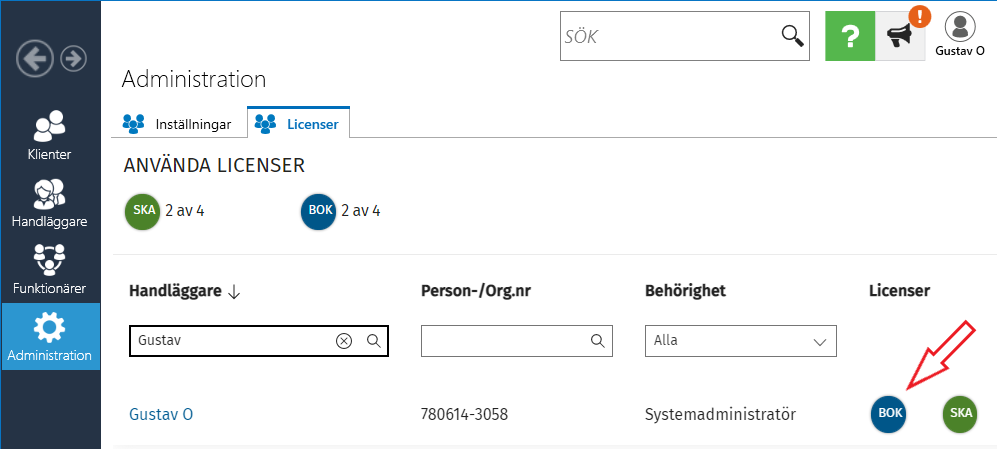 SÖK
?
!
Gustav O
Administration
Inställningar
Licenser
Klienter
Handläggare
Funktionärer
Administration
ANVÄNDA LICENSER
SKA 2 av 4
BOK 2 av 4
Handläggare ↓
Person-/Org.nr
Behörighet
Licenser
Gustav
Alla
Gustav O
780614-3058
Systemadministratör
BOK
SKA